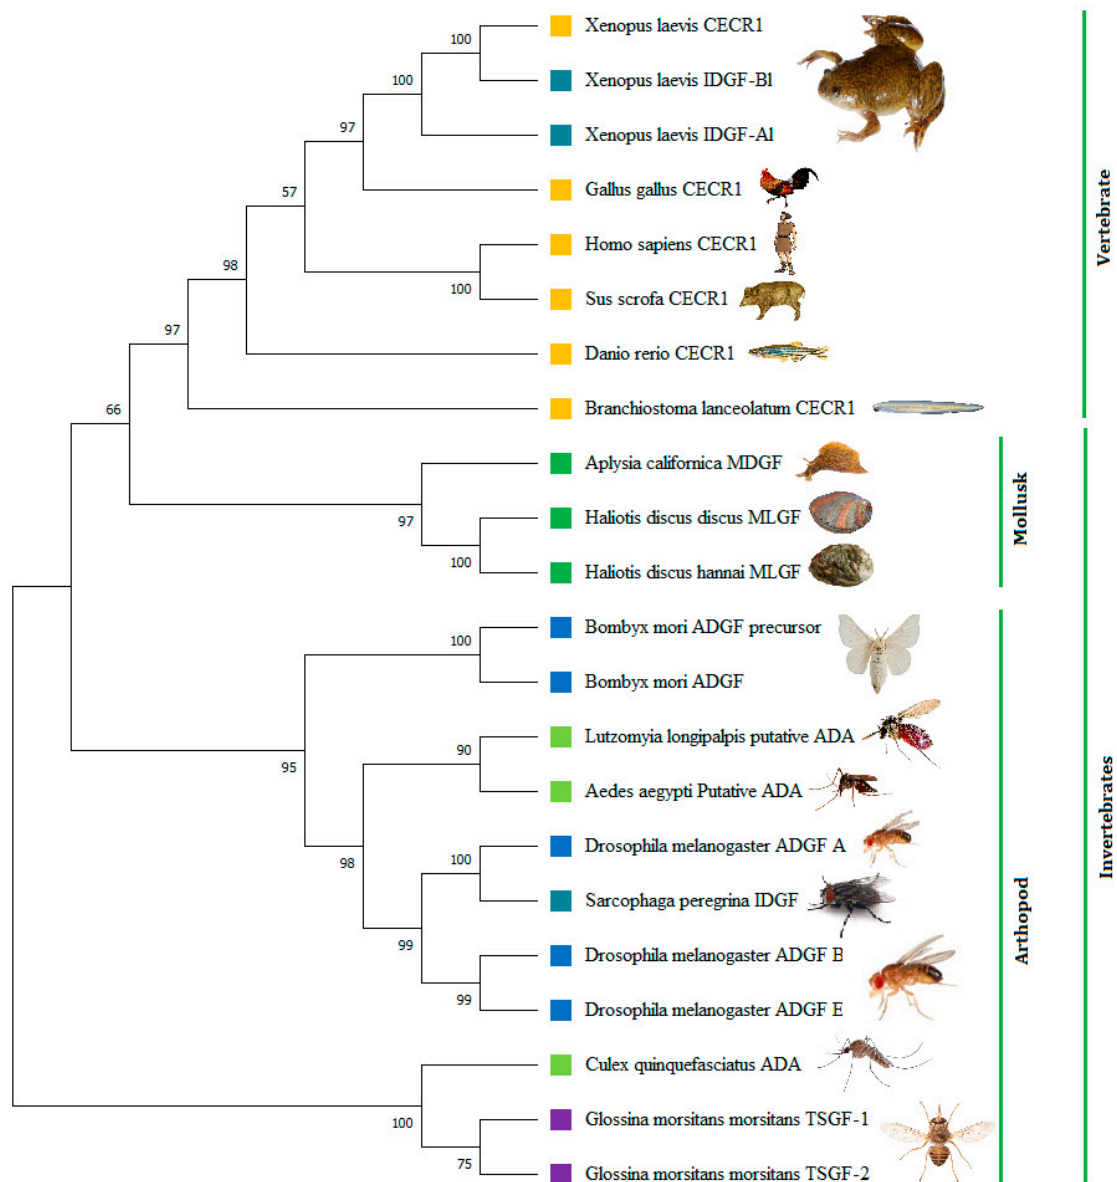 Xenopus laevis CECR1
100
Xenopus laevis IDGF-Bl
100
Xenopus laevis IDGF-Al
97
Gallus gallus CECR1
57
Homo sapiens CECR1
100
Sus scrofa CECR1
98
Danio rerio CECR1
97
Branchiostoma lanceolatum CECR1
66
Aplysia californica MDGF
97
Haliotis discus discus MLGF
100
Haliotis discus hannai MLGF
Bombyx mori ADGF precursor
100
Bombyx mori ADGF
95
Lutzomyia longipalpis putative ADA
90
Aedes aegypti Putative ADA
98
Drosophila melanogaster ADGF A
100
Sarcophaga peregrina IDGF
99
Drosophila melanogaster ADGF B
99
Drosophila melanogaster ADGF E
Culex quinquefasciatus ADA
100
Glossina morsitans morsitans TSGF-1
75
Glossina morsitans morsitans TSGF-2
Vertebrate
Mollusk
Arthopod
Invertebrates